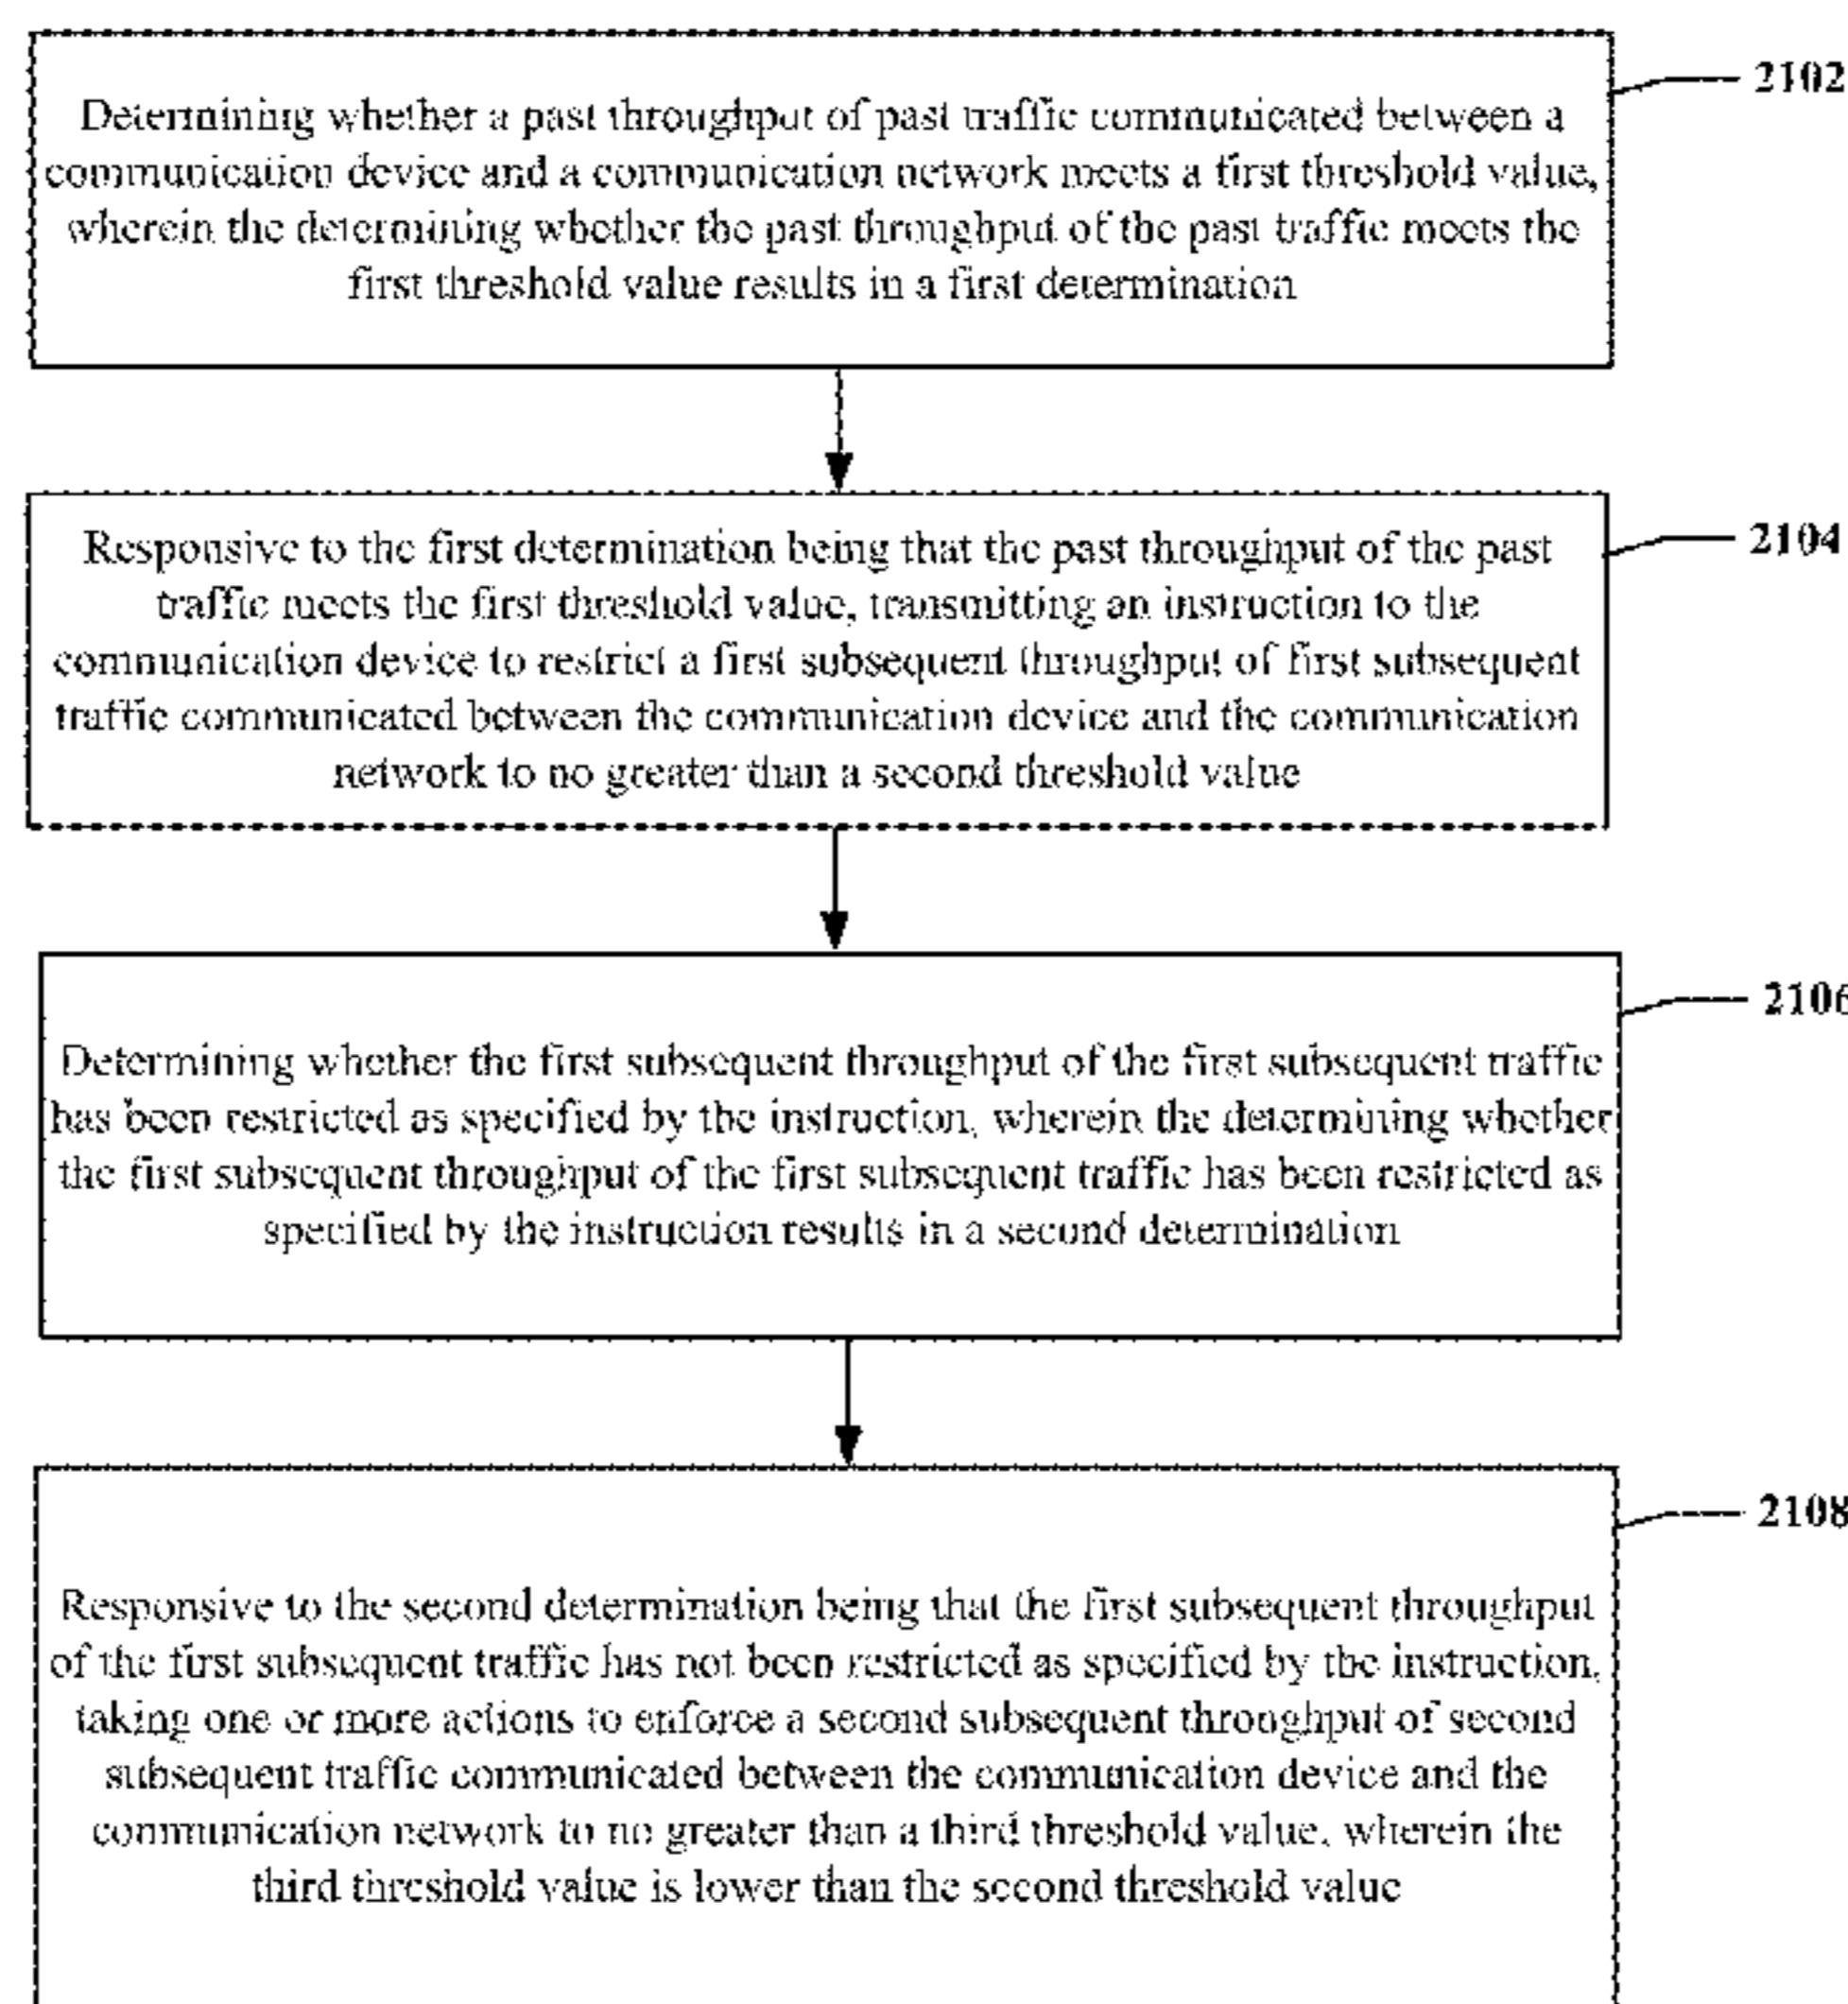 Determining whether a past throughput of past traffic communicated between a
communication device and a communication network meets a first threshold value,
wherein the determining whether the past throughput of the past traffic meets the
first threshold value results in a first determination
2102
Responsive to the first determination being that the past throughput of the past
traffic meets the first threshold value, transmitting an instruction to the
communication device to restrict a first subsequent throughput of first subsequent
traffic communicated between the communication device and the communication
network to no greater than a second threshold value
2104
Determining whether the first subsequent throughput of the first subsequent traffic
has been restricted as specified by the instruction, wherein the determining whether
the first subsequent throughput of the first subsequent traffic has been restricted as
specified by the instruction results in a second determination
2106
Responsive to the second determination being that the first subsequent throughput
of the first subsequent traffic has not been restricted as specified by the instruction,
taking one or more actions to enforce a second subsequent throughput of second
subsequent traffic communicated between the communication device and the
communication network to no greater than a third threshold value, wherein the
third threshold value is lower than the second threshold value
2108